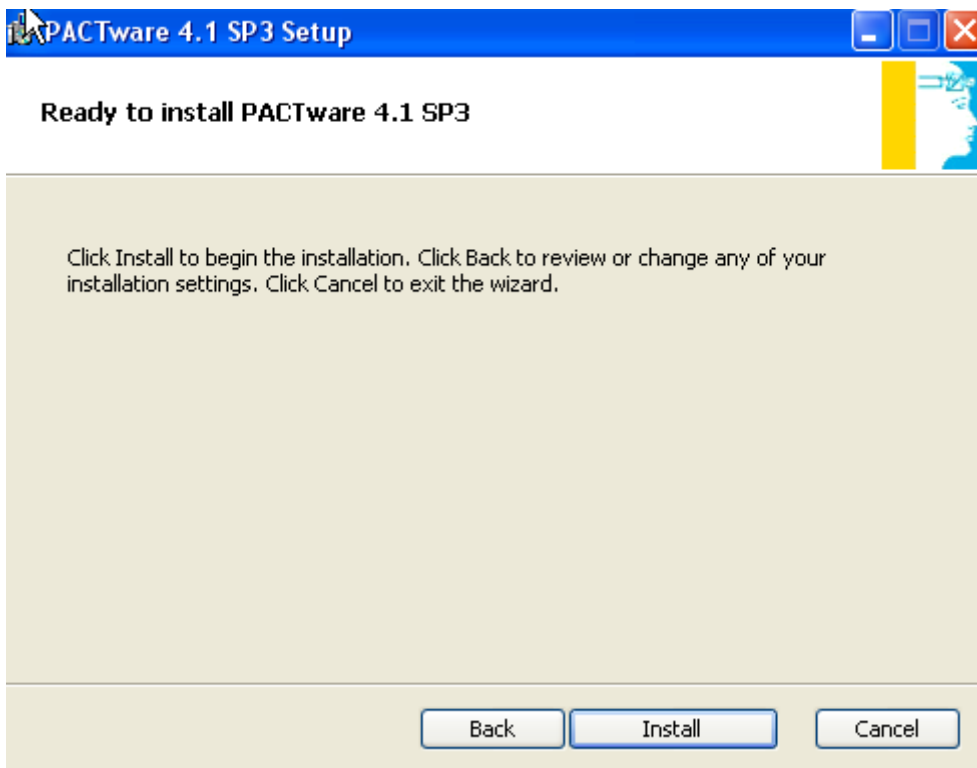 PACTware 4.1 SP3 Setup
Ready to install PACTware 4.1 SP3
Click Install to begin the installation. Click Back to review or change any of your
installation settings. Click Cancel to exit the wizard.
Back
Install
Cancel